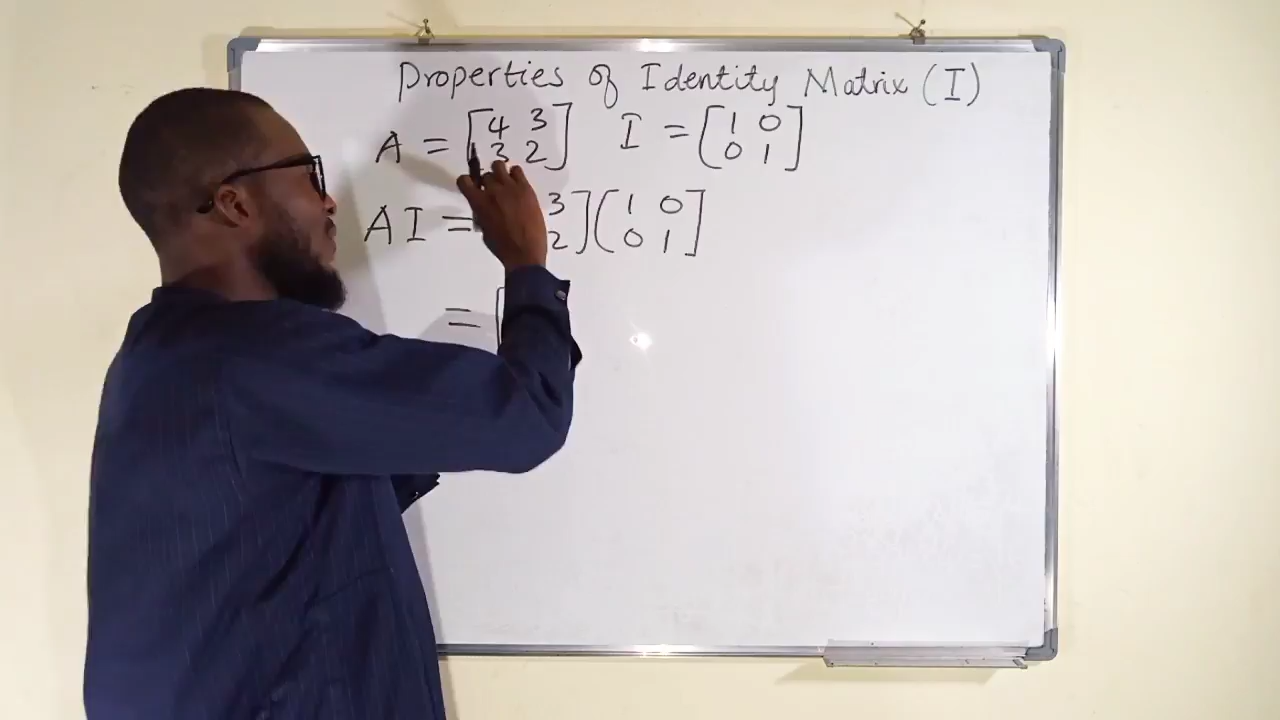 Properties of Identity Matrix (I)
A = [4 3 I = [1 0
3 2] 0 1]
AI = 3 ][1 0
2 0 1]
= [